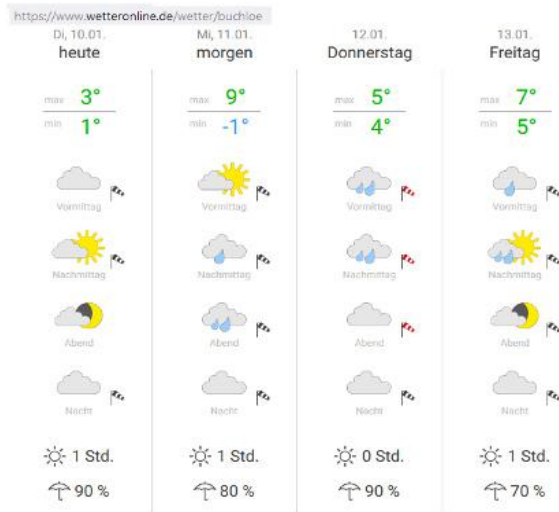 https://www.wetteronline.de/wetter/buchloe
Di, 10.01. Mi, 11.01. 12.01. 13.01.
heute morgen Donnerstag Freitag
max 3° max 9° max 5° max 7°
min 1° min -1° min 4° min 5°
Vormittag Vormittag Vormittag Vormittag
Nachmittag Nachmittag Nachmittag Nachmittag
Abend Abend Abend Abend
Nacht Nacht Nacht Nacht
1 Std. 1 Std. 0 Std. 1 Std.
90 % 80 % 90 % 70 %